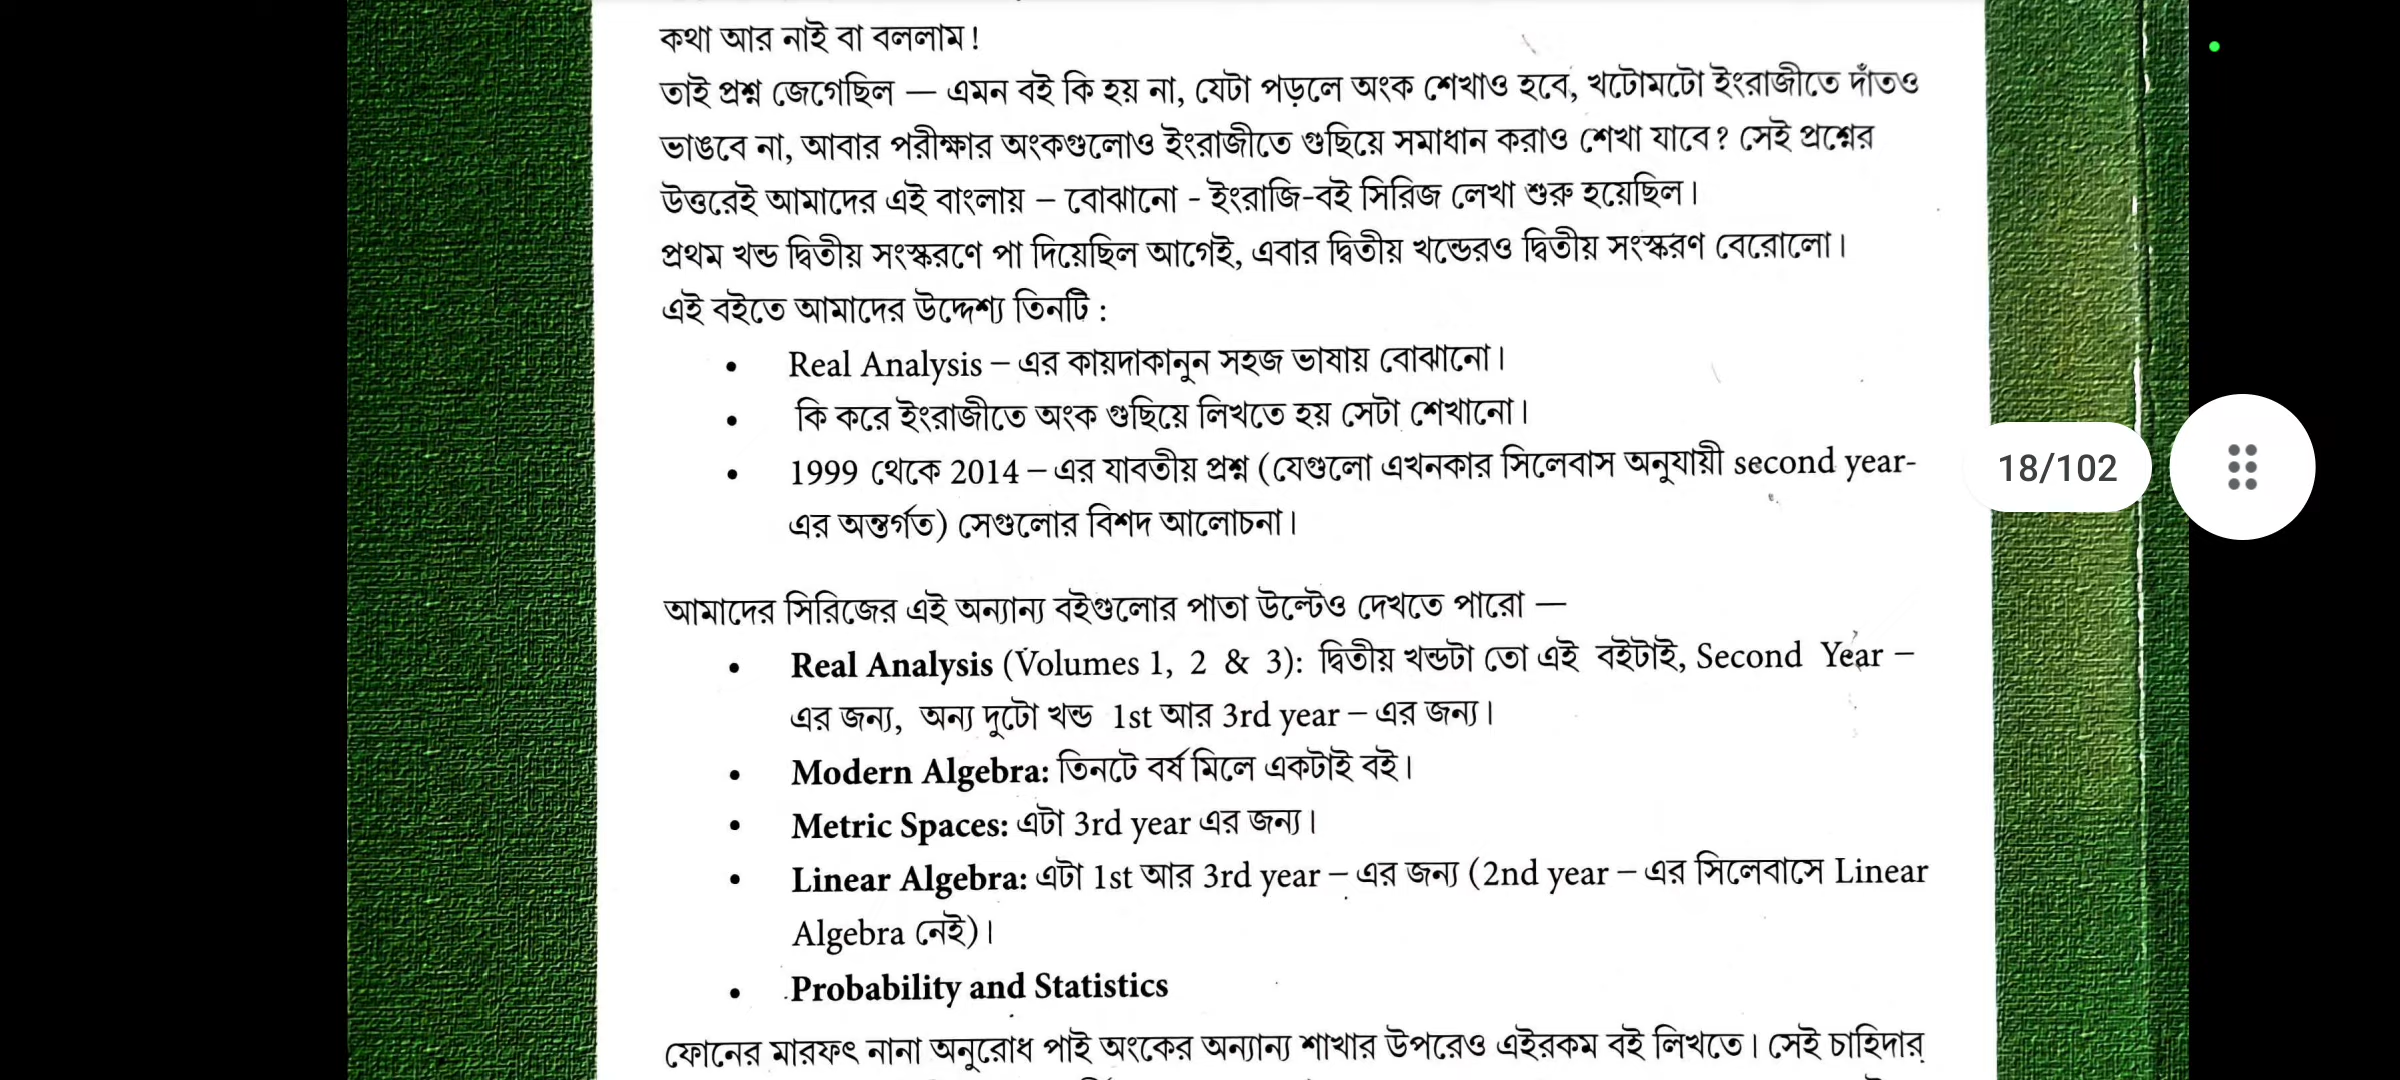 কথা আর নাই বা বললাম!
তাই প্রশ্ন জেগেছিল — এমন বই কি হয় না, যেটা পড়লে অংক শেখাও হবে, খটোমটো ইংরাজীতে দাঁতও
ভাঙবে না, আবার পরীক্ষার অংকগুলোও ইংরাজীতে গুছিয়ে সমাধান করাও শেখা যাবে? সেই প্রশ্নের
উত্তরেই আমাদের এই বাংলায় – বোঝানো - ইংরাজি-বই সিরিজ লেখা শুরু হয়েছিল।
প্রথম খন্ড দ্বিতীয় সংস্করণে পা দিয়েছিল আগেই, এবার দ্বিতীয় খন্ডেরও দ্বিতীয় সংস্করণ বেরোলো।
এই বইতে আমাদের উদ্দেশ্য তিনটি :
• Real Analysis – এর কায়দাকানুন সহজ ভাষায় বোঝানো।
• কি করে ইংরাজীতে অংক গুছিয়ে লিখতে হয় সেটা শেখানো।
• 1999 থেকে 2014 – এর যাবতীয় প্রশ্ন (যেগুলো এখনকার সিলেবাস অনুযায়ী second year-
এর অন্তর্গত) সেগুলোর বিশদ আলোচনা।
18/102
আমাদের সিরিজের এই অন্যান্য বইগুলোর পাতা উল্টেও দেখতে পারো —
• Real Analysis (Volumes 1, 2 & 3): দ্বিতীয় খন্ডটা তো এই বইটাই, Second Year –
এর জন্য, অন্য দুটো খন্ড 1st আর 3rd year – এর জন্য।
• Modern Algebra: তিনটে বর্ষ মিলে একটাই বই।
• Metric Spaces: এটা 3rd year এর জন্য।
• Linear Algebra: এটা 1st আর 3rd year – এর জন্য (2nd year – এর সিলেবাসে Linear
Algebra নেই)।
• Probability and Statistics
ফোনের মারফৎ নানা অনুরোধ পাই অংকের অন্যান্য শাখার উপরেও এইরকম বই লিখতে। সেই চাহিদার